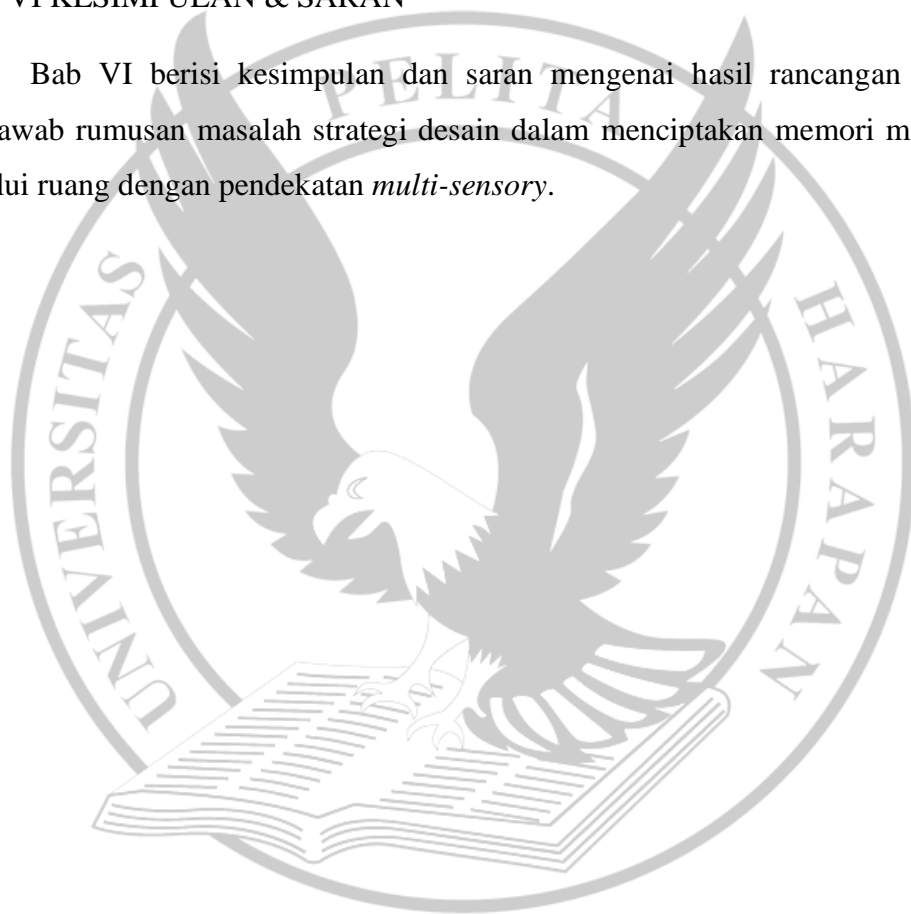 VI KESIMPULAN & SARAN
Bab VI berisi kesimpulan dan saran mengenai hasil rancangan
awab rumusan masalah strategi desain dalam menciptakan memori m
lui ruang dengan pendekatan multi-sensory.
UNIVERSITAS PELITA HARAPAN